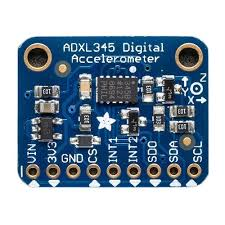 ADXL345 Digital
Accelerometer
Z
Y
X
VIN
3V3
GND
CS
INT1
INT2
SDO
SDA
SCL